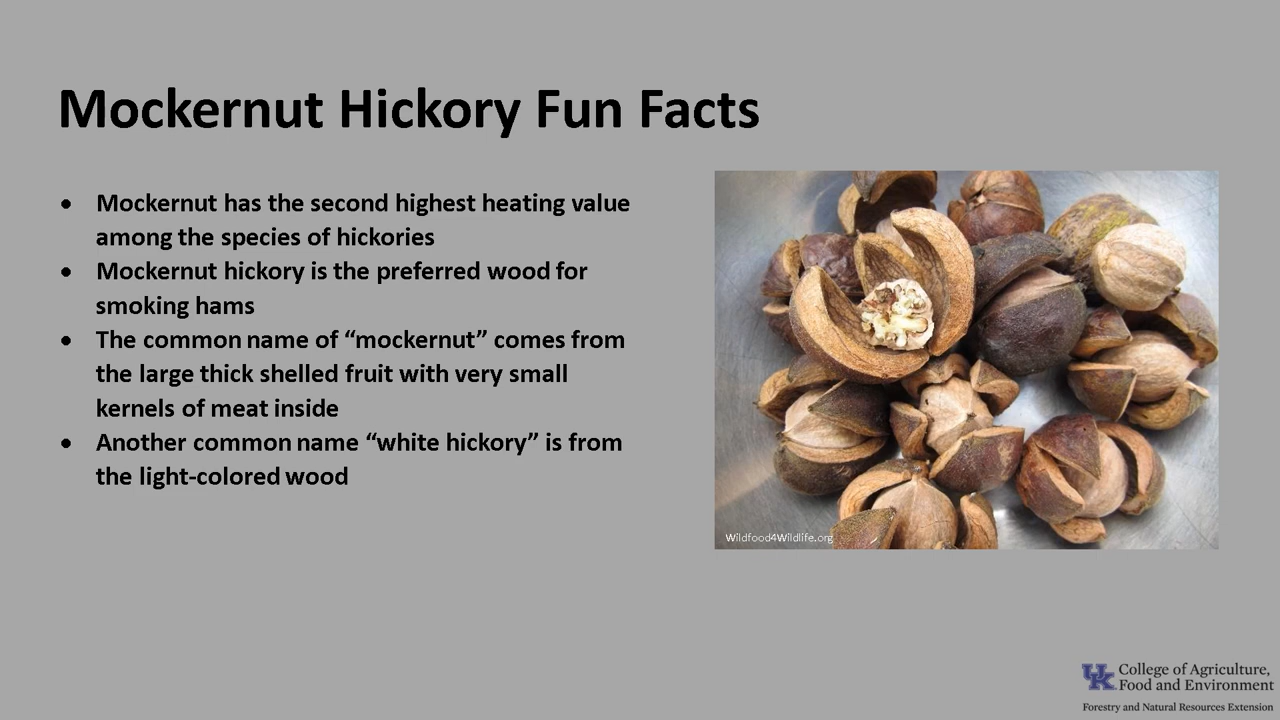 Mockernut Hickory Fun Facts
• Mockernut has the second highest heating value
among the species of hickories
• Mockernut hickory is the preferred wood for
smoking hams
• The common name of “mockernut” comes from
the large thick shelled fruit with very small
kernels of meat inside
• Another common name “white hickory” is from
the light-colored wood
Wildfood4Wildlife.org
UK College of Agriculture,
Food and Environment
Forestry and Natural Resources Extension